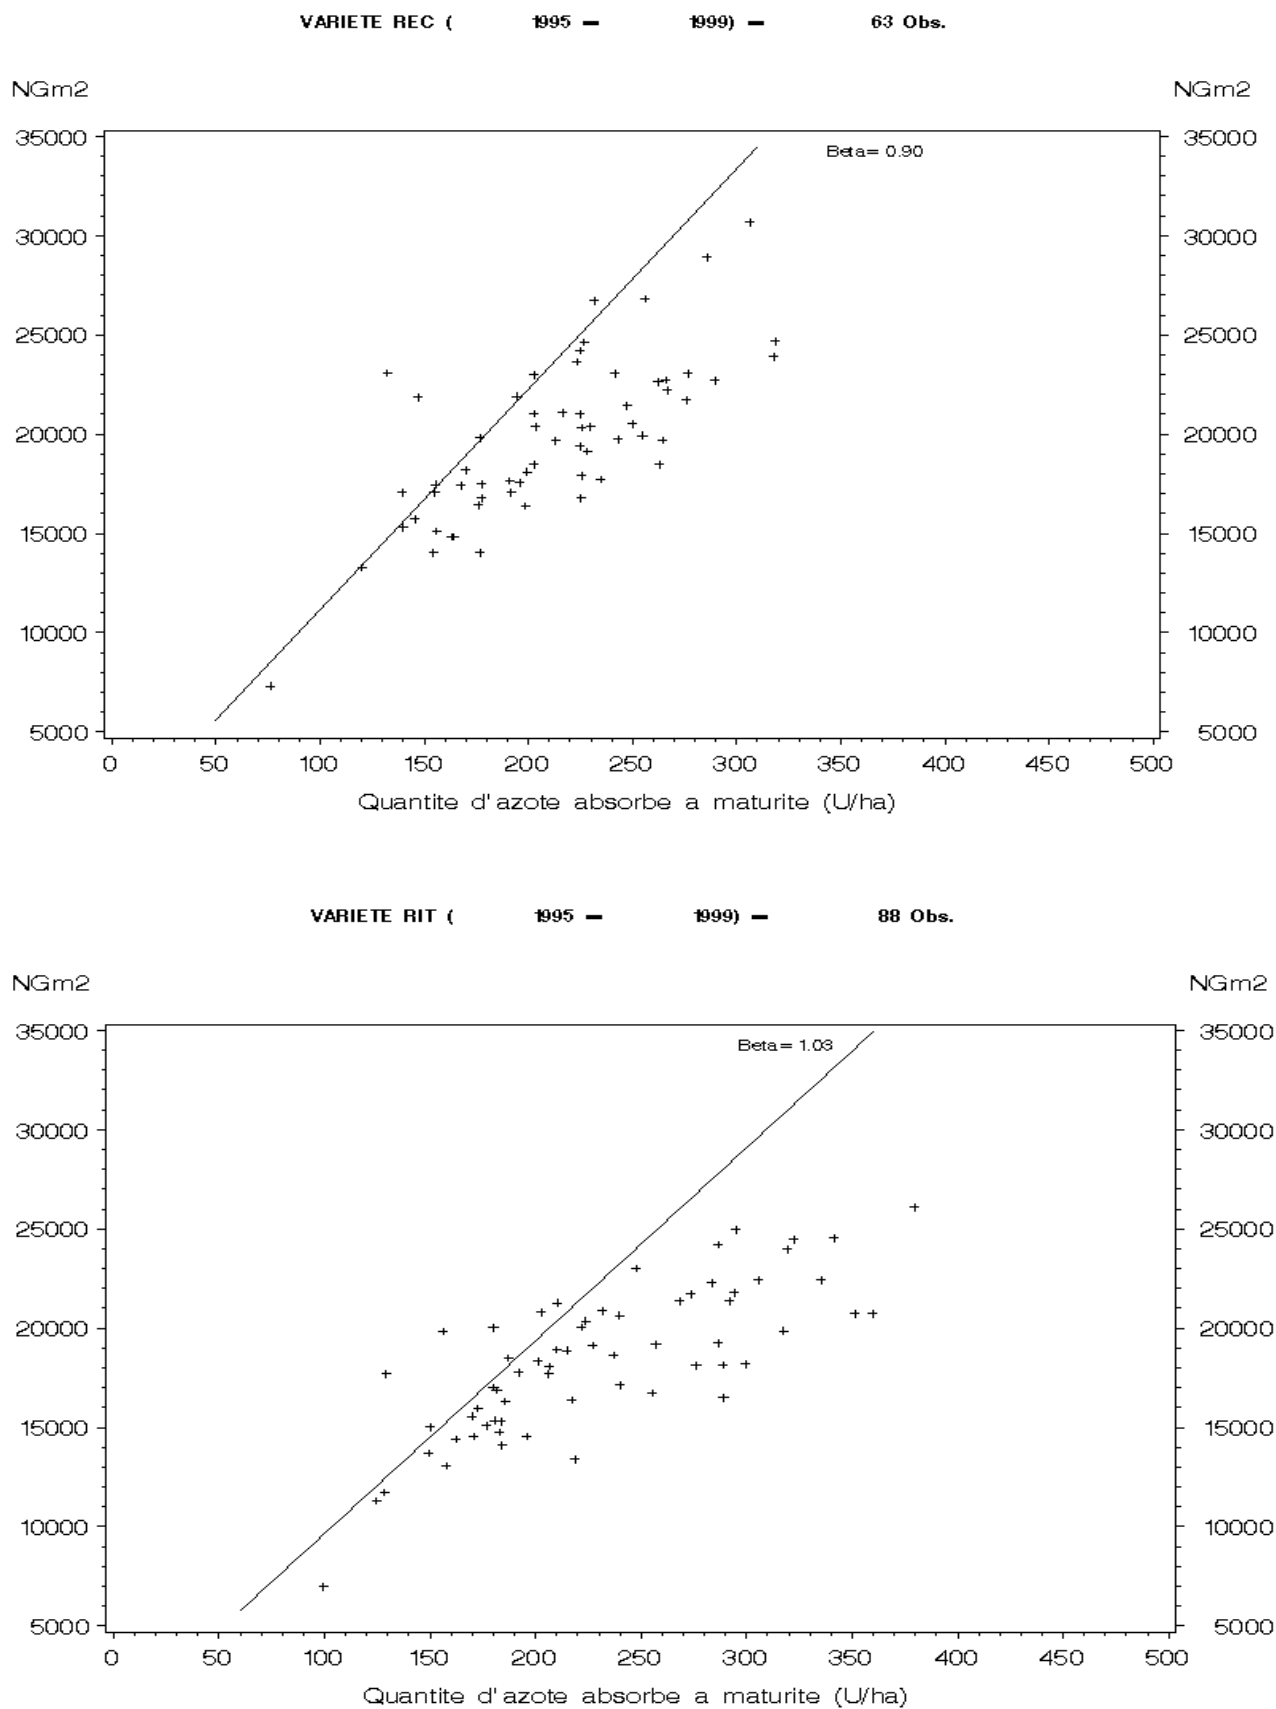 VARIETE REC ( 1995 – 1999) – 63 Obs.
NGm2 NGm2
35000 35000
Beta= 0.90
30000 30000
25000 25000
20000 20000
15000 15000
10000 10000
5000 5000
0 50 100 150 200 250 300 350 400 450 500
Quantite d'azote absorbe a maturite (U/ha)
VARIETE RIT ( 1995 – 1999) – 88 Obs.
NGm2 NGm2
35000 35000
Beta= 1.03
30000 30000
25000 25000
20000 20000
15000 15000
10000 10000
5000 5000
0 50 100 150 200 250 300 350 400 450 500
Quantite d'azote absorbe a maturite (U/ha)